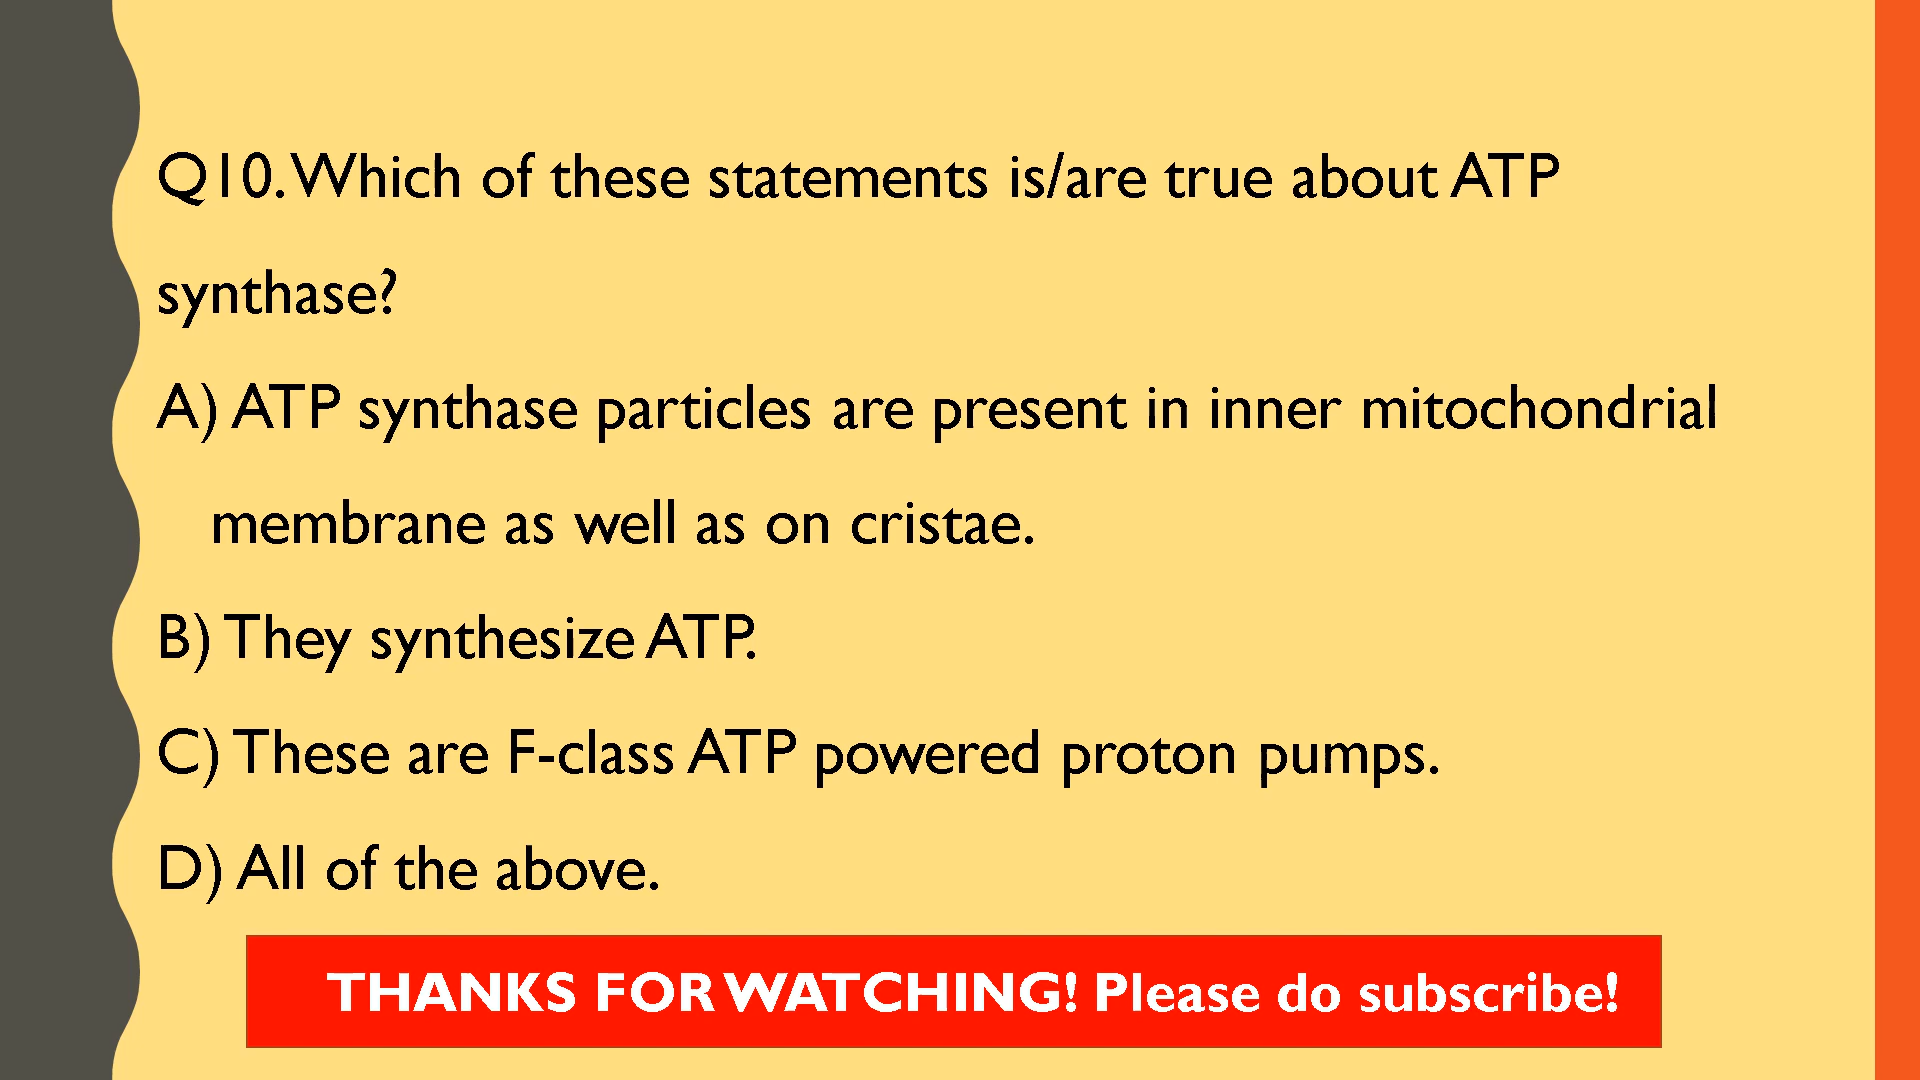 Q10. Which of these statements is/are true about ATP
synthase?
A) ATP synthase particles are present in inner mitochondrial
membrane as well as on cristae.
B) They synthesize ATP.
C) These are F-class ATP powered proton pumps.
D) All of the above.
THANKS FOR WATCHING! Please do subscribe!